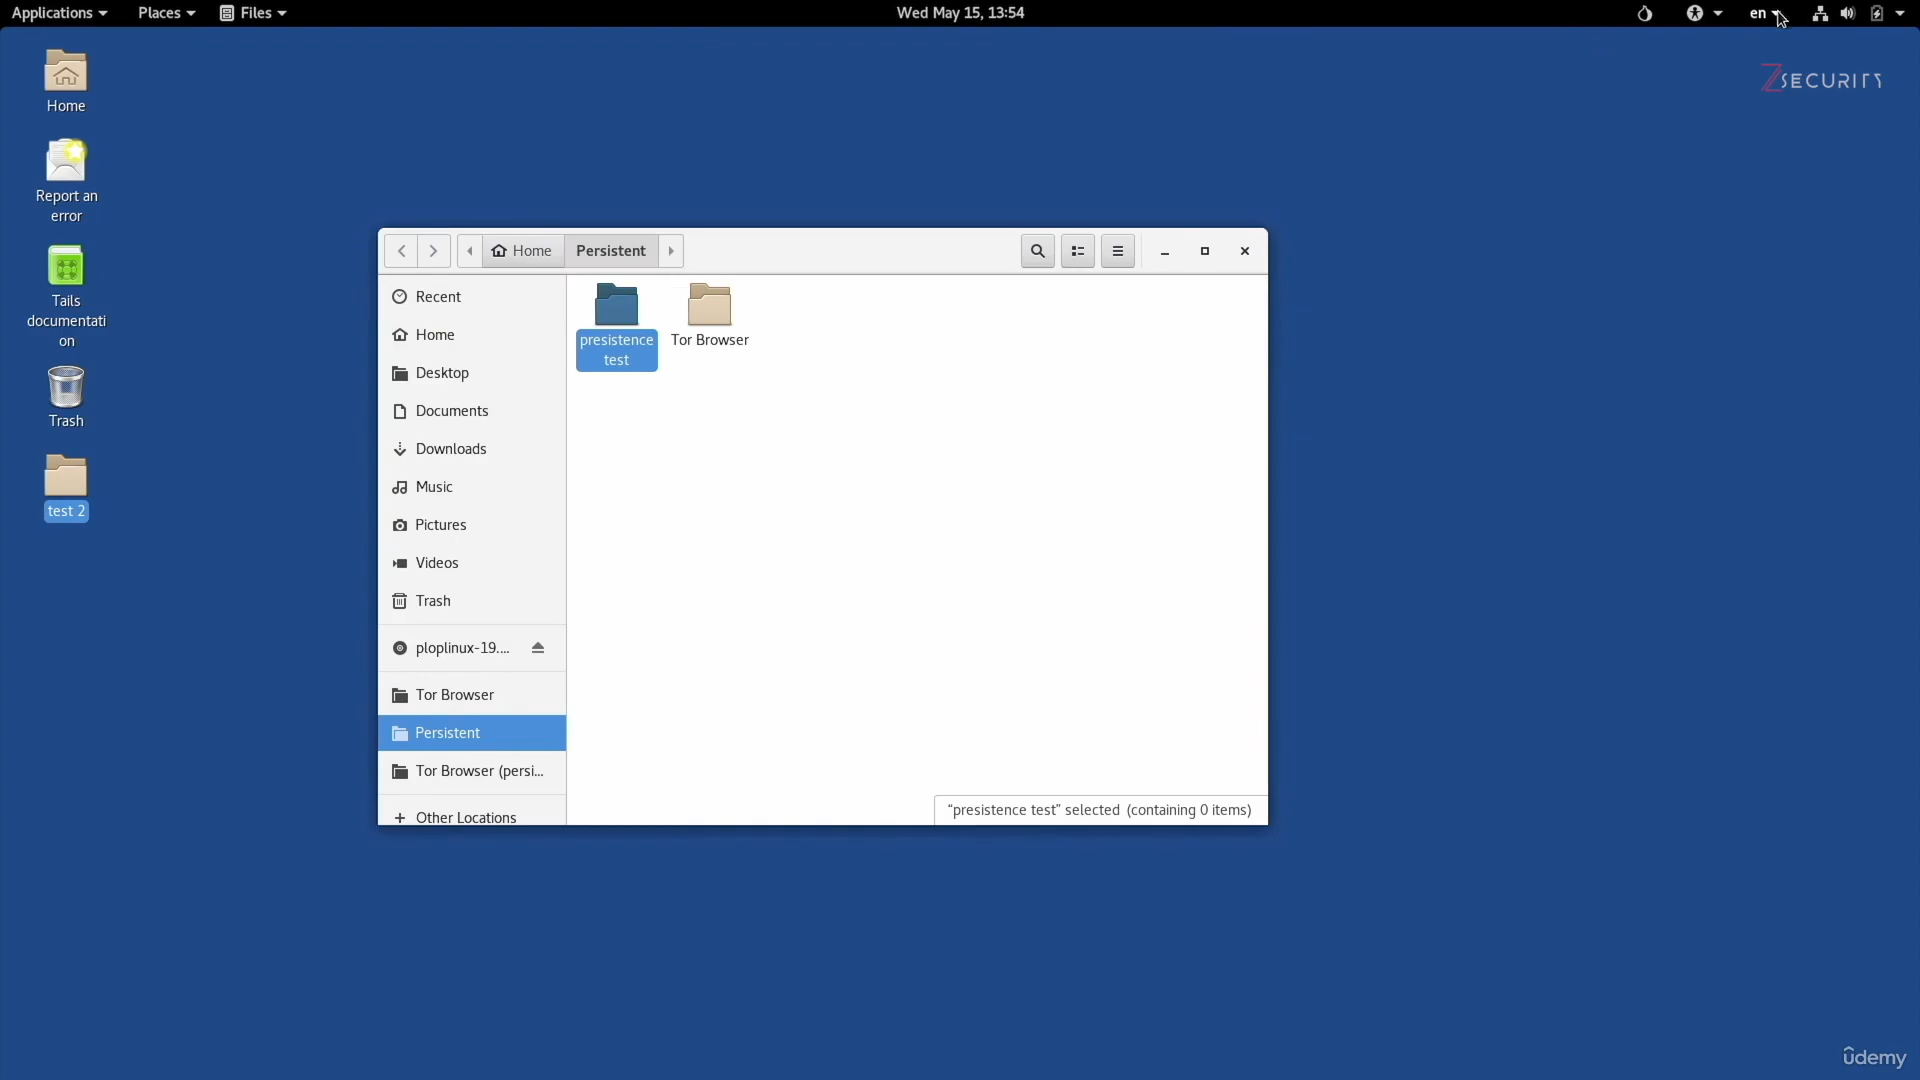 Applications Places Files Wed May 15, 13:54 en
ZSECURITY
Home
Report an
error
Tails
documentati
on
Trash
test 2
Home Persistent
Recent
Home
Desktop
Documents
Downloads
Music
Pictures
Videos
Trash
ploplinux-19....
Tor Browser
Persistent
Tor Browser (persi...
Other Locations
presistence
test
Tor Browser
“presistence test” selected (containing 0 items)
ûdemy